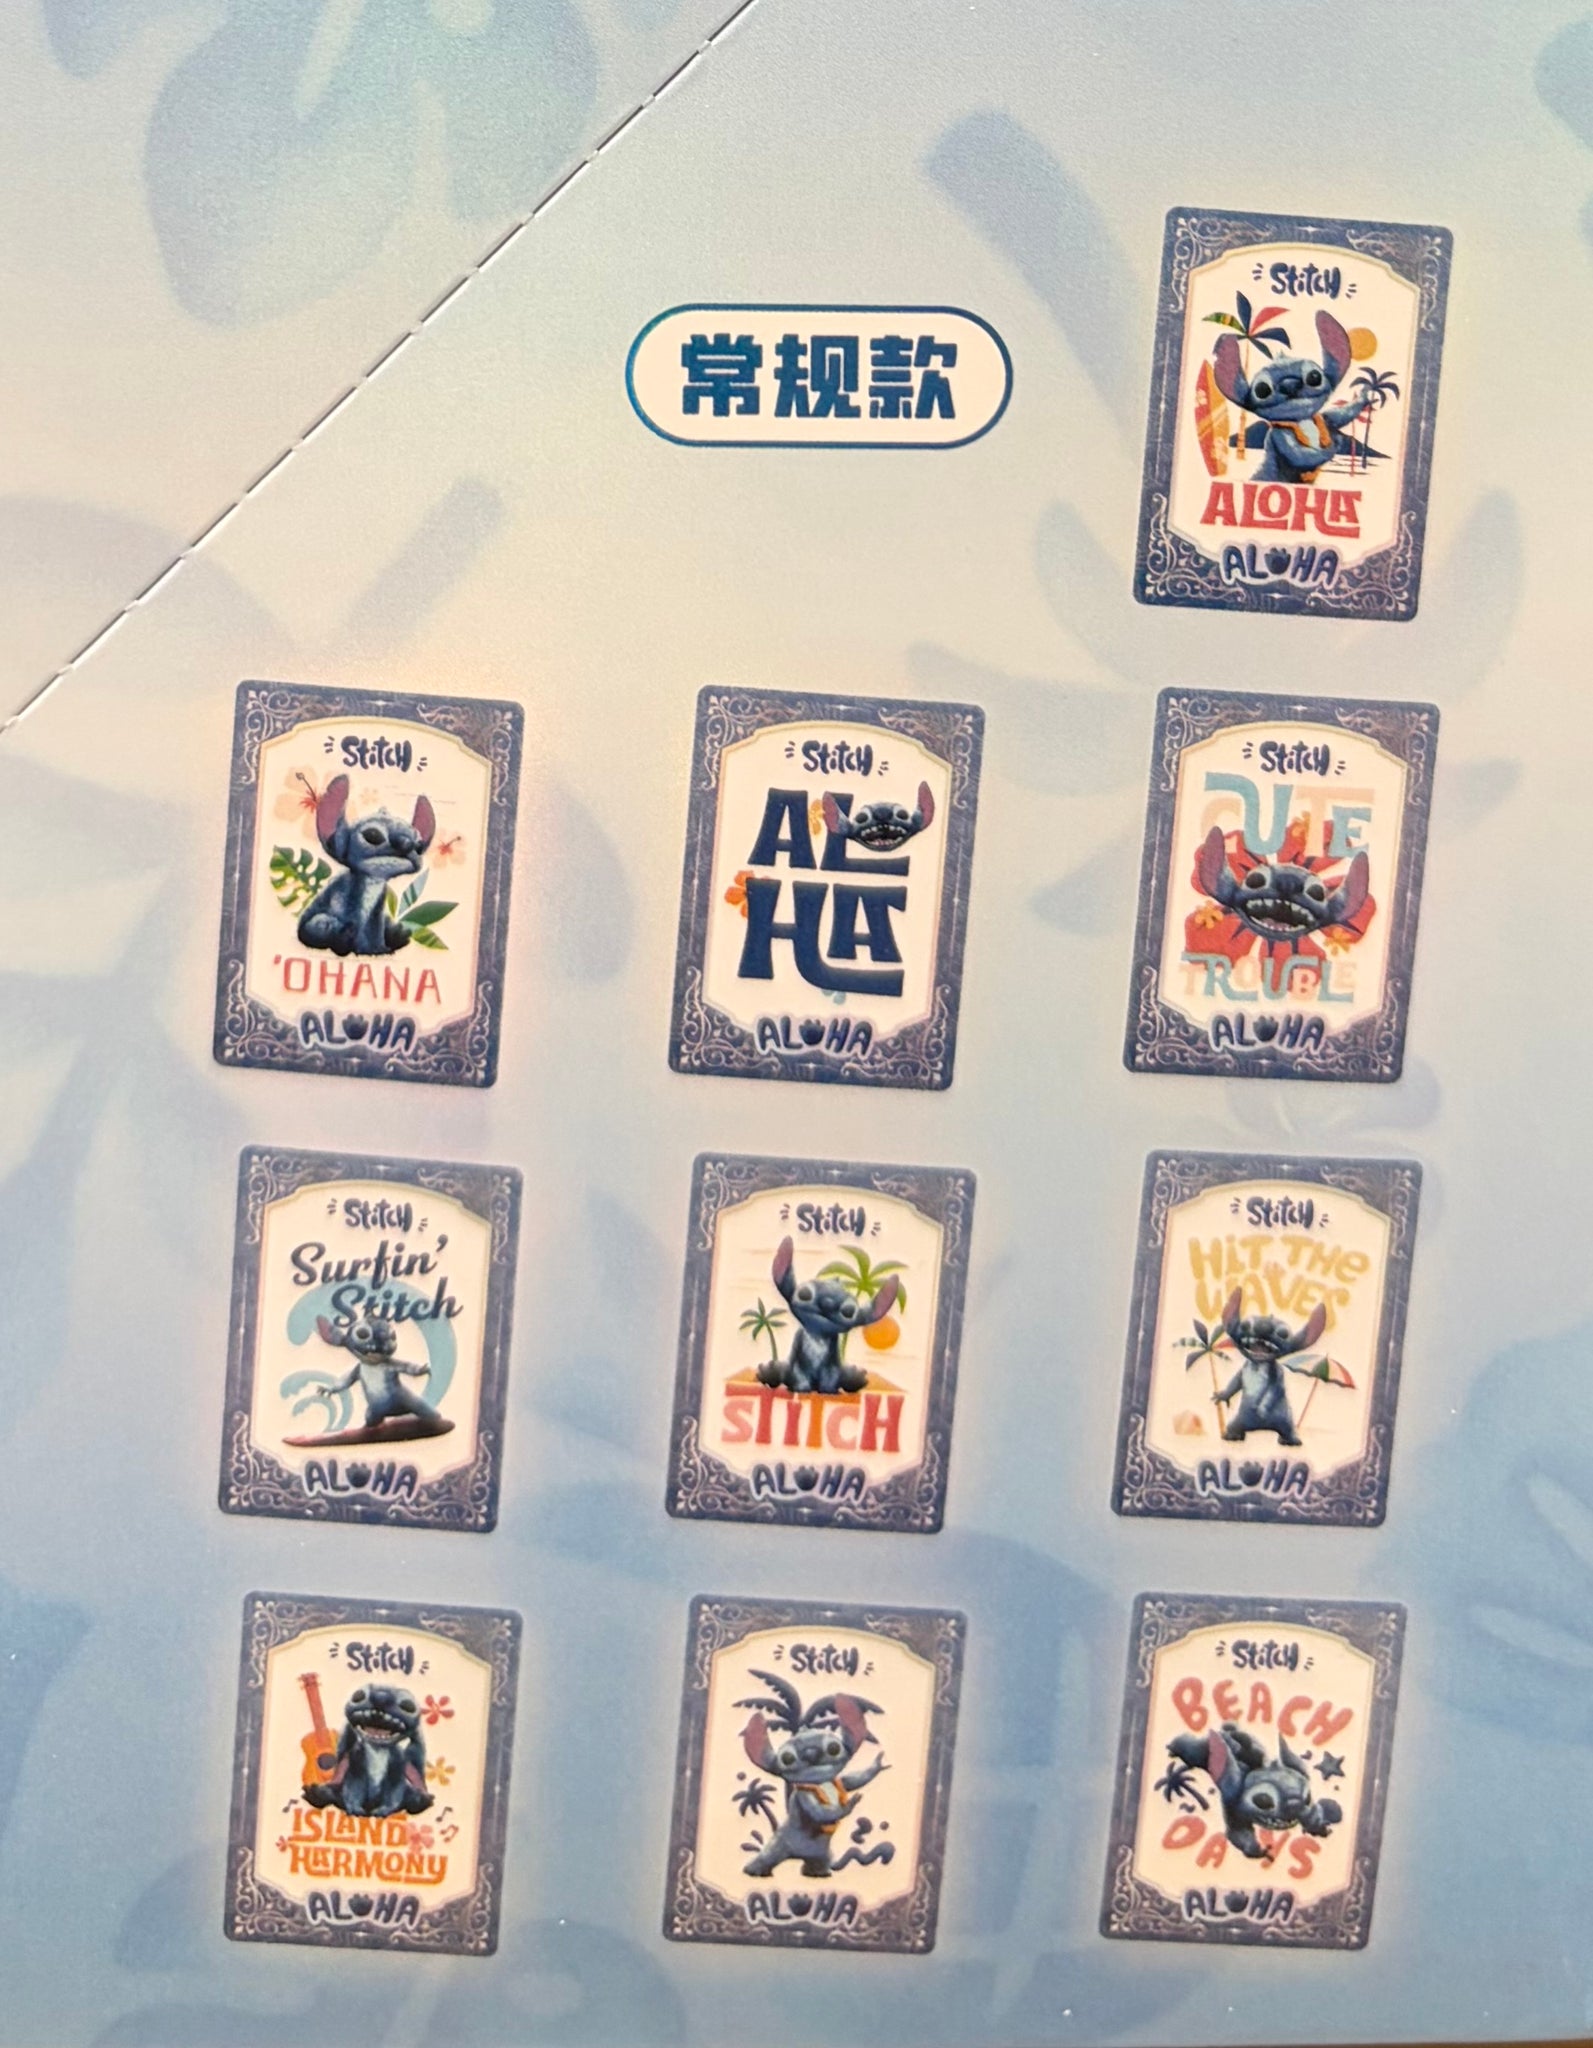 常规款
Stitch
ALOHA
ALOHA
Stitch
'OHANA
ALOHA
Stitch
AL
HA
ALOHA
Stitch
CUTE
TROUBLE
ALOHA
Stitch
Surfin'
Stitch
ALOHA
Stitch
STITCH
ALOHA
Stitch
HIT THE
WAVES
ALOHA
Stitch
ISLAND
HARMONY
ALOHA
Stitch
ALOHA
Stitch
BEACH
DAYS
ALOHA